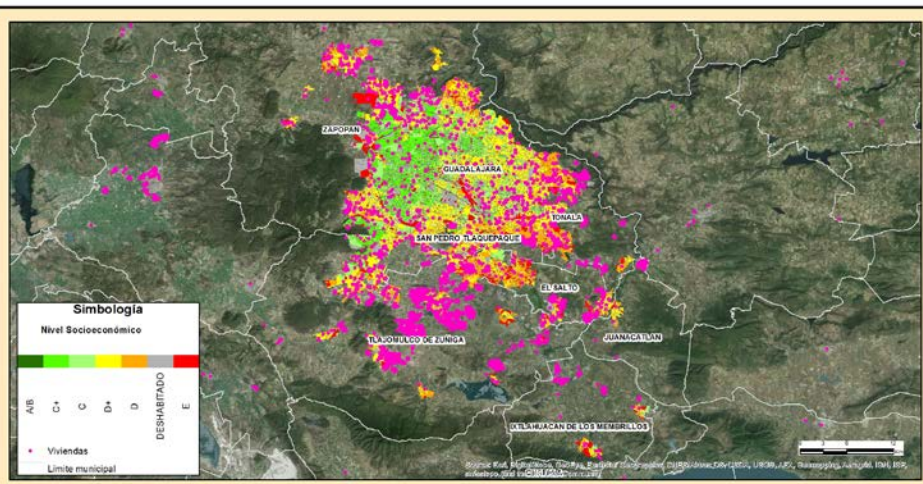 ZAPOPAN
GUADALAJARA
TONALA
SAN PEDRO TLAQUEPAQUE
EL SALTO
TLAJOMULCO DE ZUÑIGA
JUANACATLAN
IXTLAHUACAN DE LOS MEMBRILLOS
Simbología
Nivel Socioeconómico
A/B
C+
C
D+
D
DESHABITADO
E
Viviendas
Límite municipal